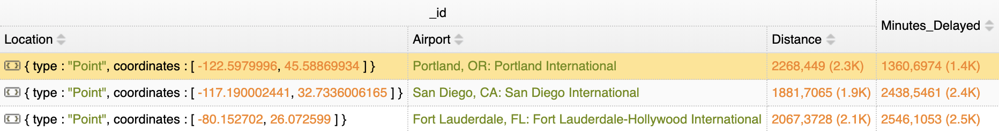 _id
Minutes_Delayed
Location Airport Distance
{ type : "Point", coordinates : [ -122.5979996, 45.58869934 ] } Portland, OR: Portland International 2268,449 (2.3K) 1360,6974 (1.4K)
{ type : "Point", coordinates : [ -117.190002441, 32.7336006165 ] } San Diego, CA: San Diego International 1881,7065 (1.9K) 2438,5461 (2.4K)
{ type : "Point", coordinates : [ -80.152702, 26.072599 ] } Fort Lauderdale, FL: Fort Lauderdale-Hollywood International 2067,3728 (2.1K) 2546,1053 (2.5K)